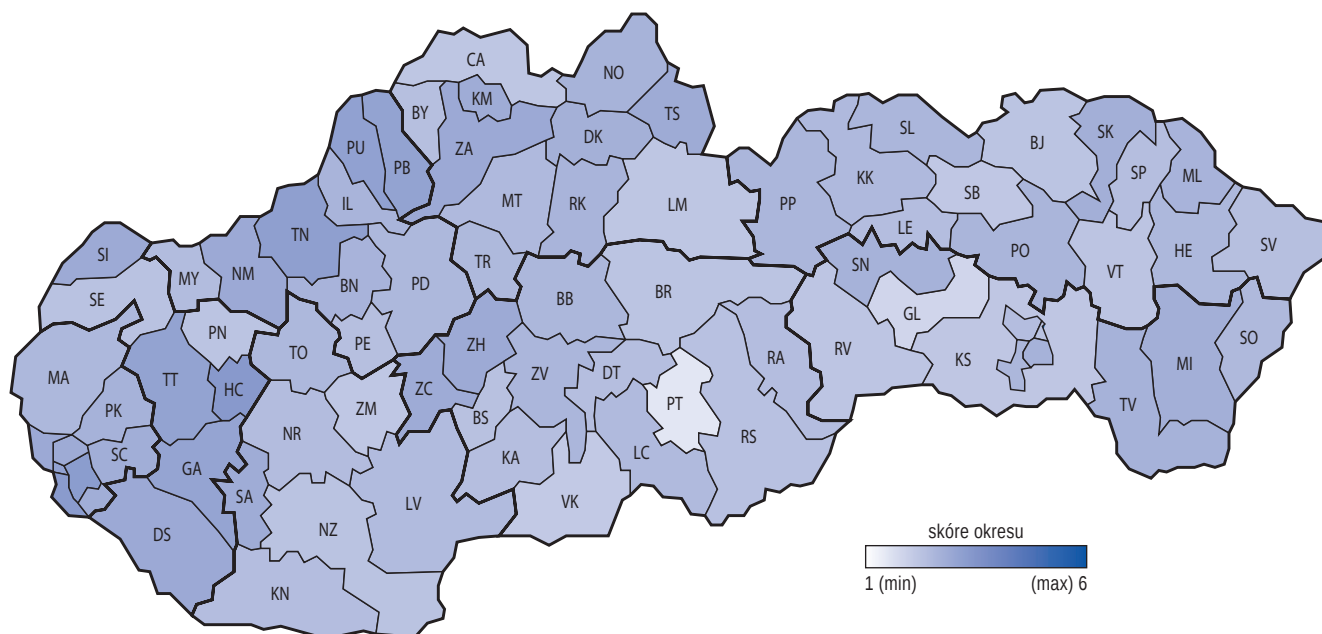 CA
NO
BY
KM
TS
PU
PB
ZA
DK
SL
BJ
SK
SP
ML
IL
MT
RK
LM
PP
KK
SB
LE
SI
TN
MY
NM
BN
PD
TR
SN
PO
VT
HE
SV
SE
PN
TO
PE
ZH
BB
BR
GL
RV
KS
SO
MA
TT
HC
ZC
ZV
DT
RA
MI
PK
ZM
BS
PT
TV
SC
NR
KA
LC
RS
GA
SA
LV
VK
DS
NZ
KN
skóre okresu
1 (min) (max) 6